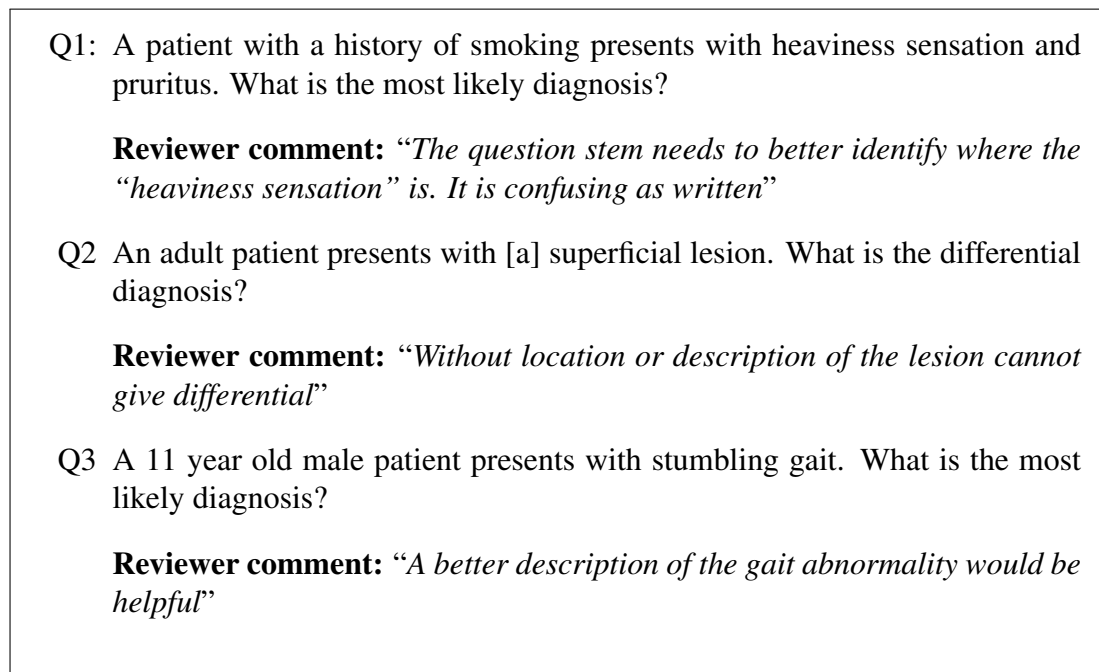 Q1: A patient with a history of smoking presents with heaviness sensation and
pruritus. What is the most likely diagnosis?
Reviewer comment: “The question stem needs to better identify where the
“heaviness sensation” is. It is confusing as written”
Q2 An adult patient presents with [a] superficial lesion. What is the differential
diagnosis?
Reviewer comment: “Without location or description of the lesion cannot
give differential”
Q3 A 11 year old male patient presents with stumbling gait. What is the most
likely diagnosis?
Reviewer comment: “A better description of the gait abnormality would be
helpful”